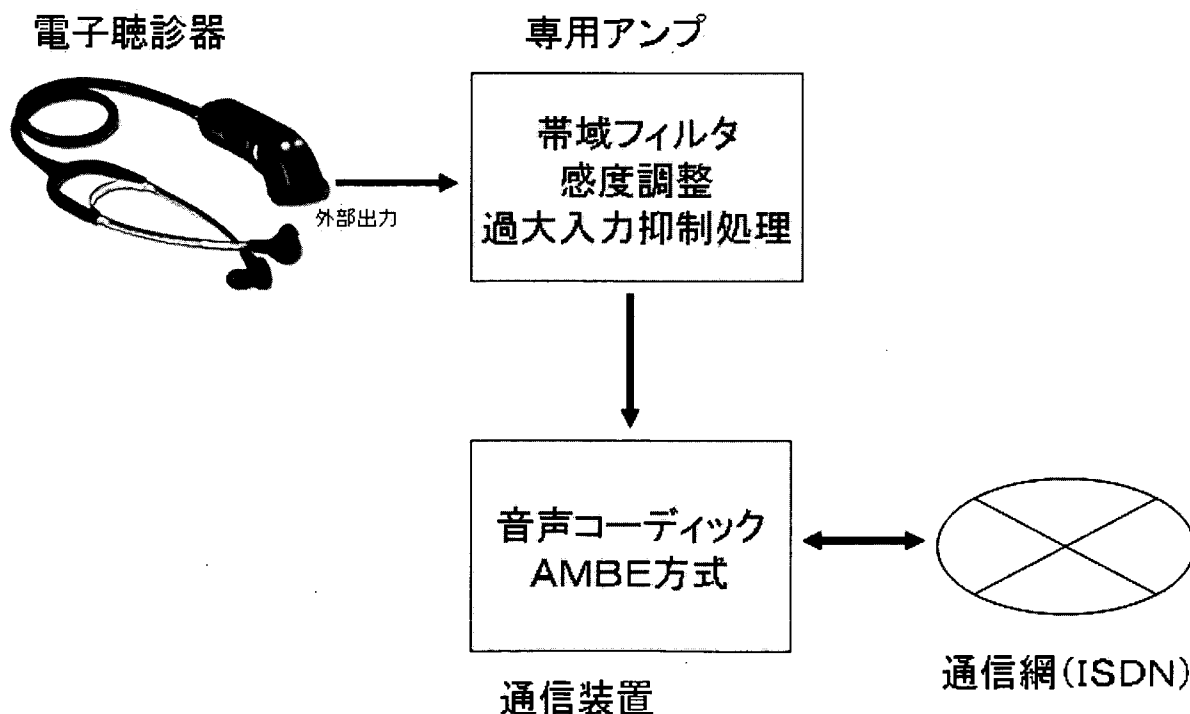 電子聴診器
専用アンプ
帯域フィルタ
感度調整
過大入力抑制処理
外部出力
音声コーディック
AMBE方式
通信網(ISDN)
通信装置